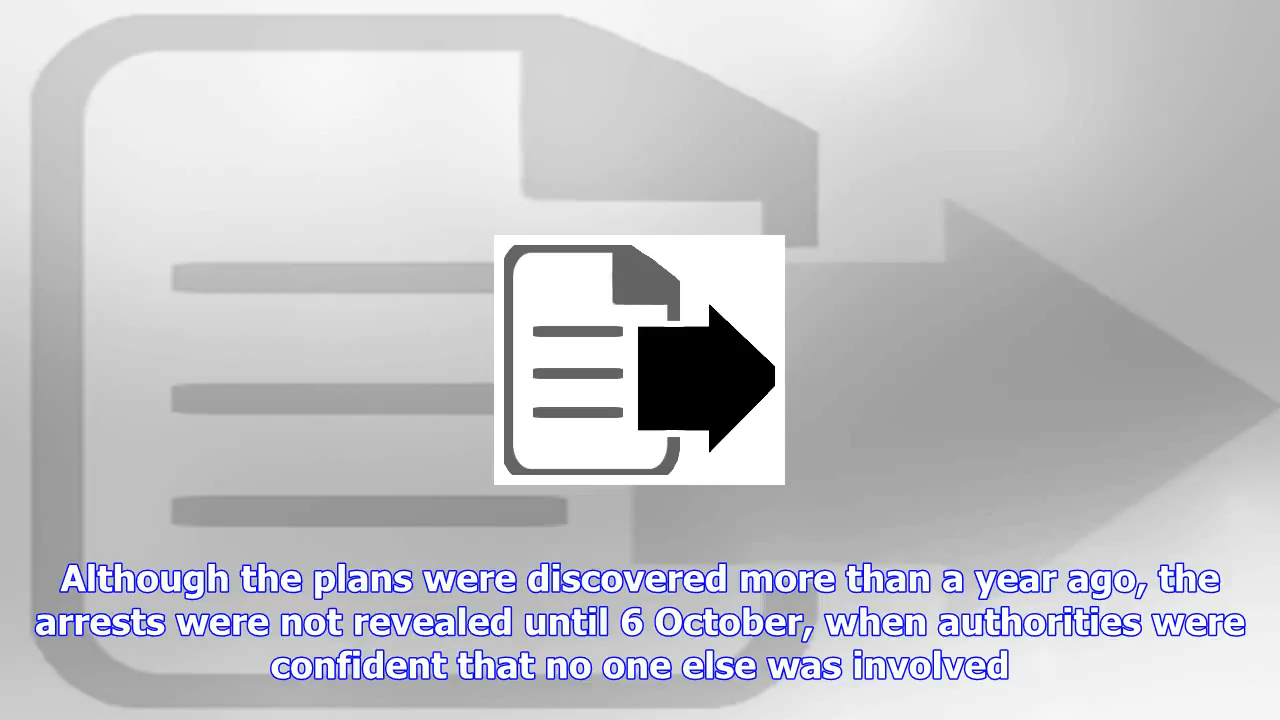 Although the plans were discovered more than a year ago, the
arrests were not revealed until 6 October, when authorities were
confident that no one else was involved